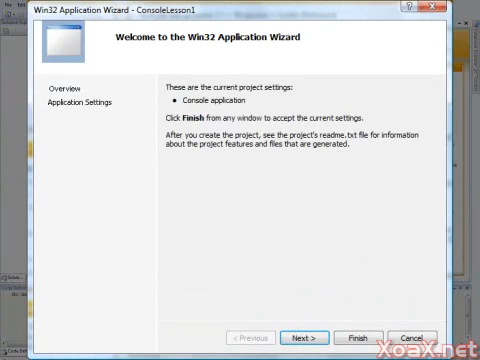 Win32 Application Wizard - ConsoleLesson1
Welcome to the Win32 Application Wizard
Overview
Application Settings
These are the current project settings:
• Console application
Click Finish from any window to accept the current settings.
After you create the project, see the project's readme.txt file for information
about the project features and files that are generated.
< Previous
Next >
Finish
Cancel
XoaX.net
File